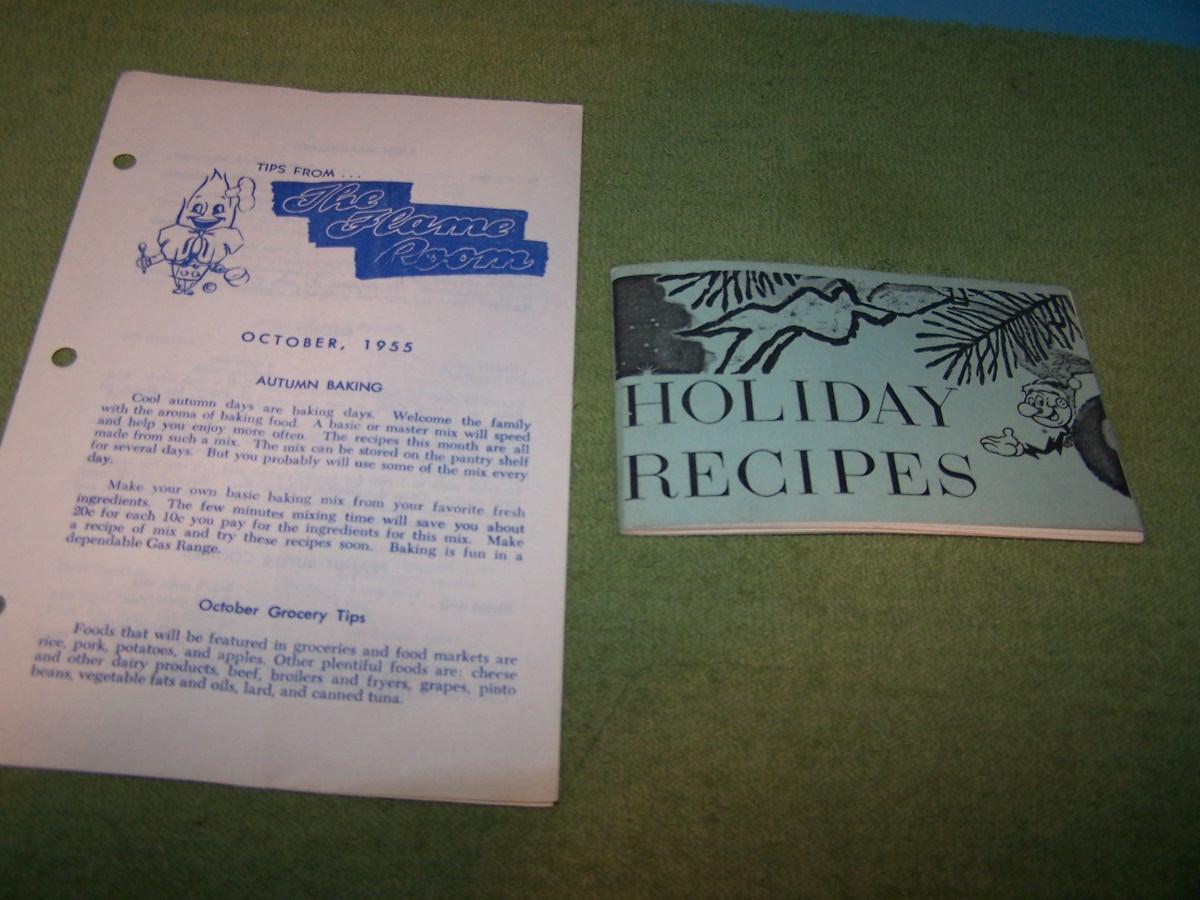 TIPS FROM . . .
The
Flame
Room
OCTOBER, 1955
AUTUMN BAKING
Cool autumn days are baking days. Welcome the family
with the aroma of baking food. A basic or master mix will speed
and help you enjoy more often. The recipes this month are all
made from such a mix. The mix can be stored on the pantry shelf
for several days. But you probably will use some of the mix every
day.
Make your own basic baking mix from your favorite fresh
ingredients. The few minutes mixing time will save you about
20c for each 10c you pay for the ingredients for this mix. Make
a recipe of mix and try these recipes soon. Baking is fun in a
dependable Gas Range.
October Grocery Tips
Foods that will be featured in groceries and food markets are
rice, pork, potatoes, and apples. Other plentiful foods are: cheese
and other dairy products, beef, broilers and fryers, grapes, pinto
beans, vegetable fats and oils, lard, and canned tuna.
HOLIDAY
RECIPES